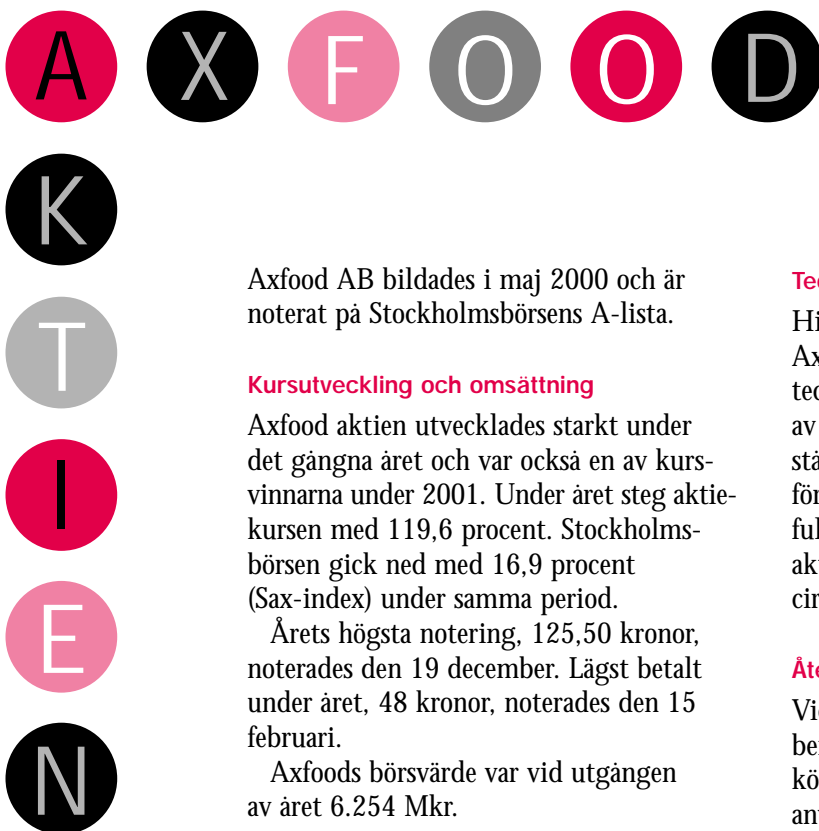 AXFOOD
AKTIEN
Axfood AB bildades i maj 2000 och är
noterat på Stockholmsbörsens A-lista.
Kursutveckling och omsättning
Axfood aktien utvecklades starkt under
det gångna året och var också en av kurs-
vinnarna under 2001. Under året steg aktie-
kursen med 119,6 procent. Stockholms-
börsen gick ned med 16,9 procent
(Sax-index) under samma period.
Årets högsta notering, 125,50 kronor,
noterades den 19 december. Lägst betalt
under året, 48 kronor, noterades den 15
februari.
Axfoods börsvärde var vid utgången
av året 6.254 Mkr.
av